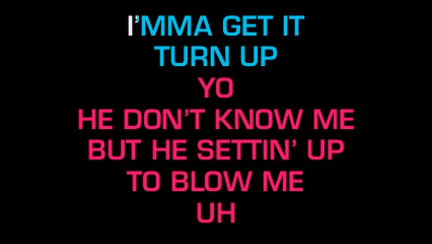 I'MMA GET IT
TURN UP
YO
HE DON'T KNOW ME
BUT HE SETTIN' UP
TO BLOW ME
UH